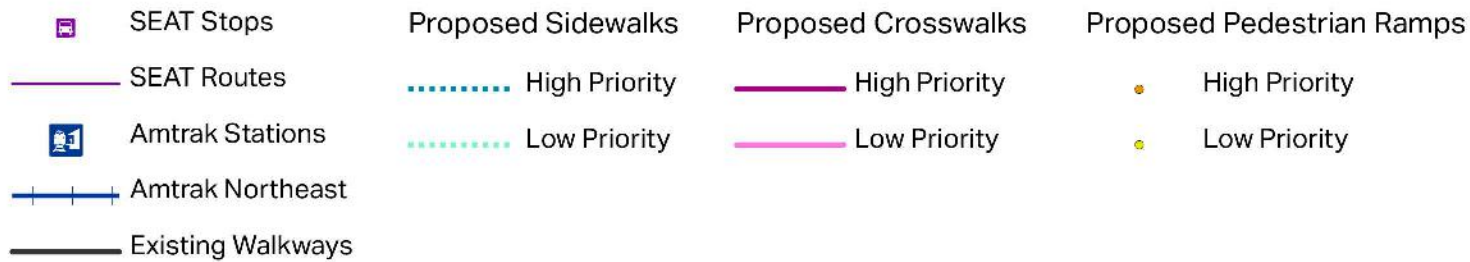 SEAT Stops
SEAT Routes
Amtrak Stations
Amtrak Northeast
Existing Walkways
Proposed Sidewalks
High Priority
Low Priority
Proposed Crosswalks
High Priority
Low Priority
Proposed Pedestrian Ramps
High Priority
Low Priority